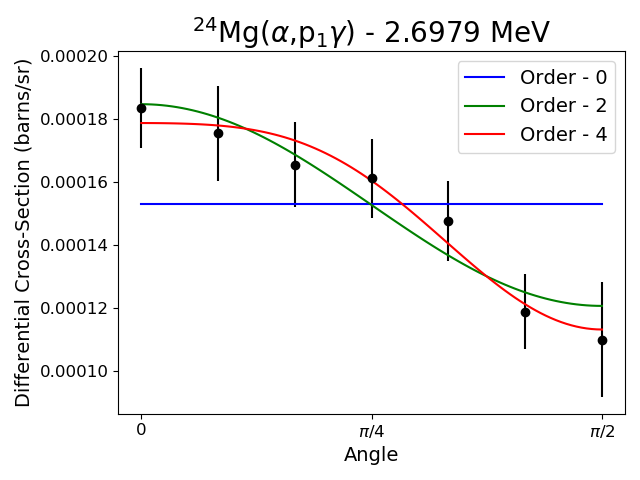 ²⁴Mg(α,p₁γ) - 2.6979 MeV
Order - 0
Order - 2
Order - 4
Differential Cross-Section (barns/sr)
0.00020
0.00018
0.00016
0.00014
0.00012
0.00010
0
π/4
π/2
Angle